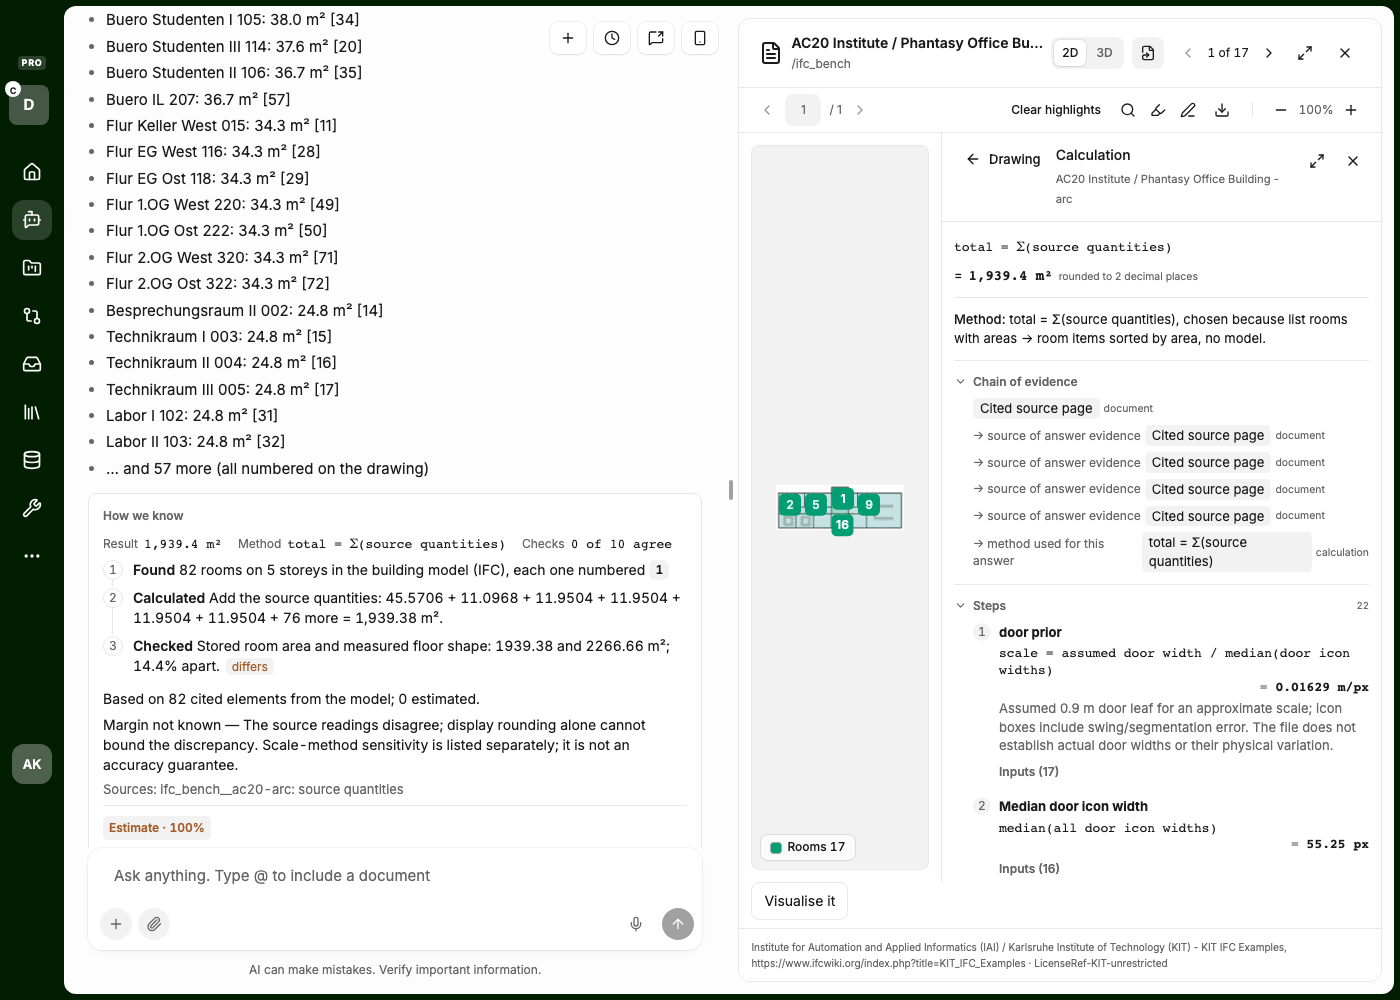 PRO
C
D
AK
Buero Studenten I 105: 38.0 m² [34]
Buero Studenten III 114: 37.6 m² [20]
Buero Studenten II 106: 36.7 m² [35]
Buero IL 207: 36.7 m² [57]
Flur Keller West 015: 34.3 m² [11]
Flur EG West 116: 34.3 m² [28]
Flur EG Ost 118: 34.3 m² [29]
Flur 1.OG West 220: 34.3 m² [49]
Flur 1.OG Ost 222: 34.3 m² [50]
Flur 2.OG West 320: 34.3 m² [71]
Flur 2.OG Ost 322: 34.3 m² [72]
Besprechungsraum II 002: 24.8 m² [14]
Technikraum I 003: 24.8 m² [15]
Technikraum II 004: 24.8 m² [16]
Technikraum III 005: 24.8 m² [17]
Labor I 102: 24.8 m² [31]
Labor II 103: 24.8 m² [32]
... and 57 more (all numbered on the drawing)
How we know
Result 1,939.4 m² Method total = Σ(source quantities) Checks 0 of 10 agree
1 Found 82 rooms on 5 storeys in the building model (IFC), each one numbered 1
2 Calculated Add the source quantities: 45.5706 + 11.0968 + 11.9504 + 11.9504 +
11.9504 + 11.9504 + 76 more = 1,939.38 m².
3 Checked Stored room area and measured floor shape: 1939.38 and 2266.66 m²;
14.4% apart. differs
Based on 82 cited elements from the model; 0 estimated.
Margin not known — The source readings disagree; display rounding alone cannot
bound the discrepancy. Scale-method sensitivity is listed separately; it is not an
accuracy guarantee.
Sources: ifc_bench__ac20-arc: source quantities
Estimate · 100%
Ask anything. Type @ to include a document
AI can make mistakes. Verify important information.
AC20 Institute / Phantasy Office Bu...
/ifc_bench
2D 3D
1 of 17
1 / 1
Clear highlights
100%
2 5 1 9
16
Rooms 17
Drawing
Calculation
AC20 Institute / Phantasy Office Building -
arc
total = Σ(source quantities)
= 1,939.4 m² rounded to 2 decimal places
Method: total = Σ(source quantities), chosen because list rooms
with areas → room items sorted by area, no model.
Chain of evidence
Cited source page document
→ source of answer evidence Cited source page document
→ source of answer evidence Cited source page document
→ source of answer evidence Cited source page document
→ source of answer evidence Cited source page document
→ method used for this
answer
total = Σ(source
quantities)
calculation
Steps 22
1 door prior
scale = assumed door width / median(door icon
widths)
= 0.01629 m/px
Assumed 0.9 m door leaf for an approximate scale; icon
boxes include swing/segmentation error. The file does not
establish actual door widths or their physical variation.
Inputs (17)
2 Median door icon width
median(all door icon widths)
= 55.25 px
Inputs (16)
Visualise it
Institute for Automation and Applied Informatics (IAI) / Karlsruhe Institute of Technology (KIT) - KIT IFC Examples,
https://www.ifcwiki.org/index.php?title=KIT_IFC_Examples · LicenseRef-KIT-unrestricted